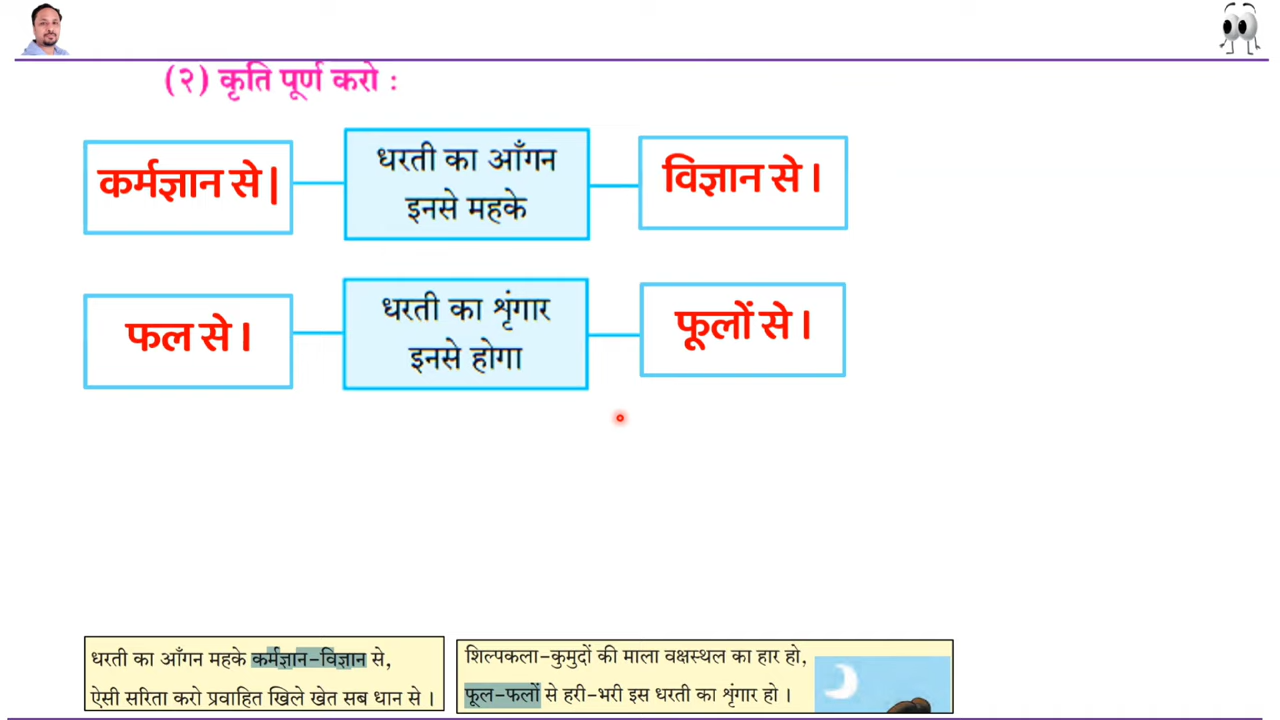 (२) कृति पूर्ण करो :
कर्मज्ञान से|
धरती का आँगन
इनसे महके
विज्ञान से ।
फल से ।
धरती का शृंगार
इनसे होगा
फूलों से ।
धरती का आँगन महके कर्मज्ञान-विज्ञान से,
ऐसी सरिता करो प्रवाहित खिले खेत सब धान से ।
शिल्पकला-कुमुदों की माला वक्षस्थल का हार हो,
फूल-फलों से हरी-भरी इस धरती का शृंगार हो ।